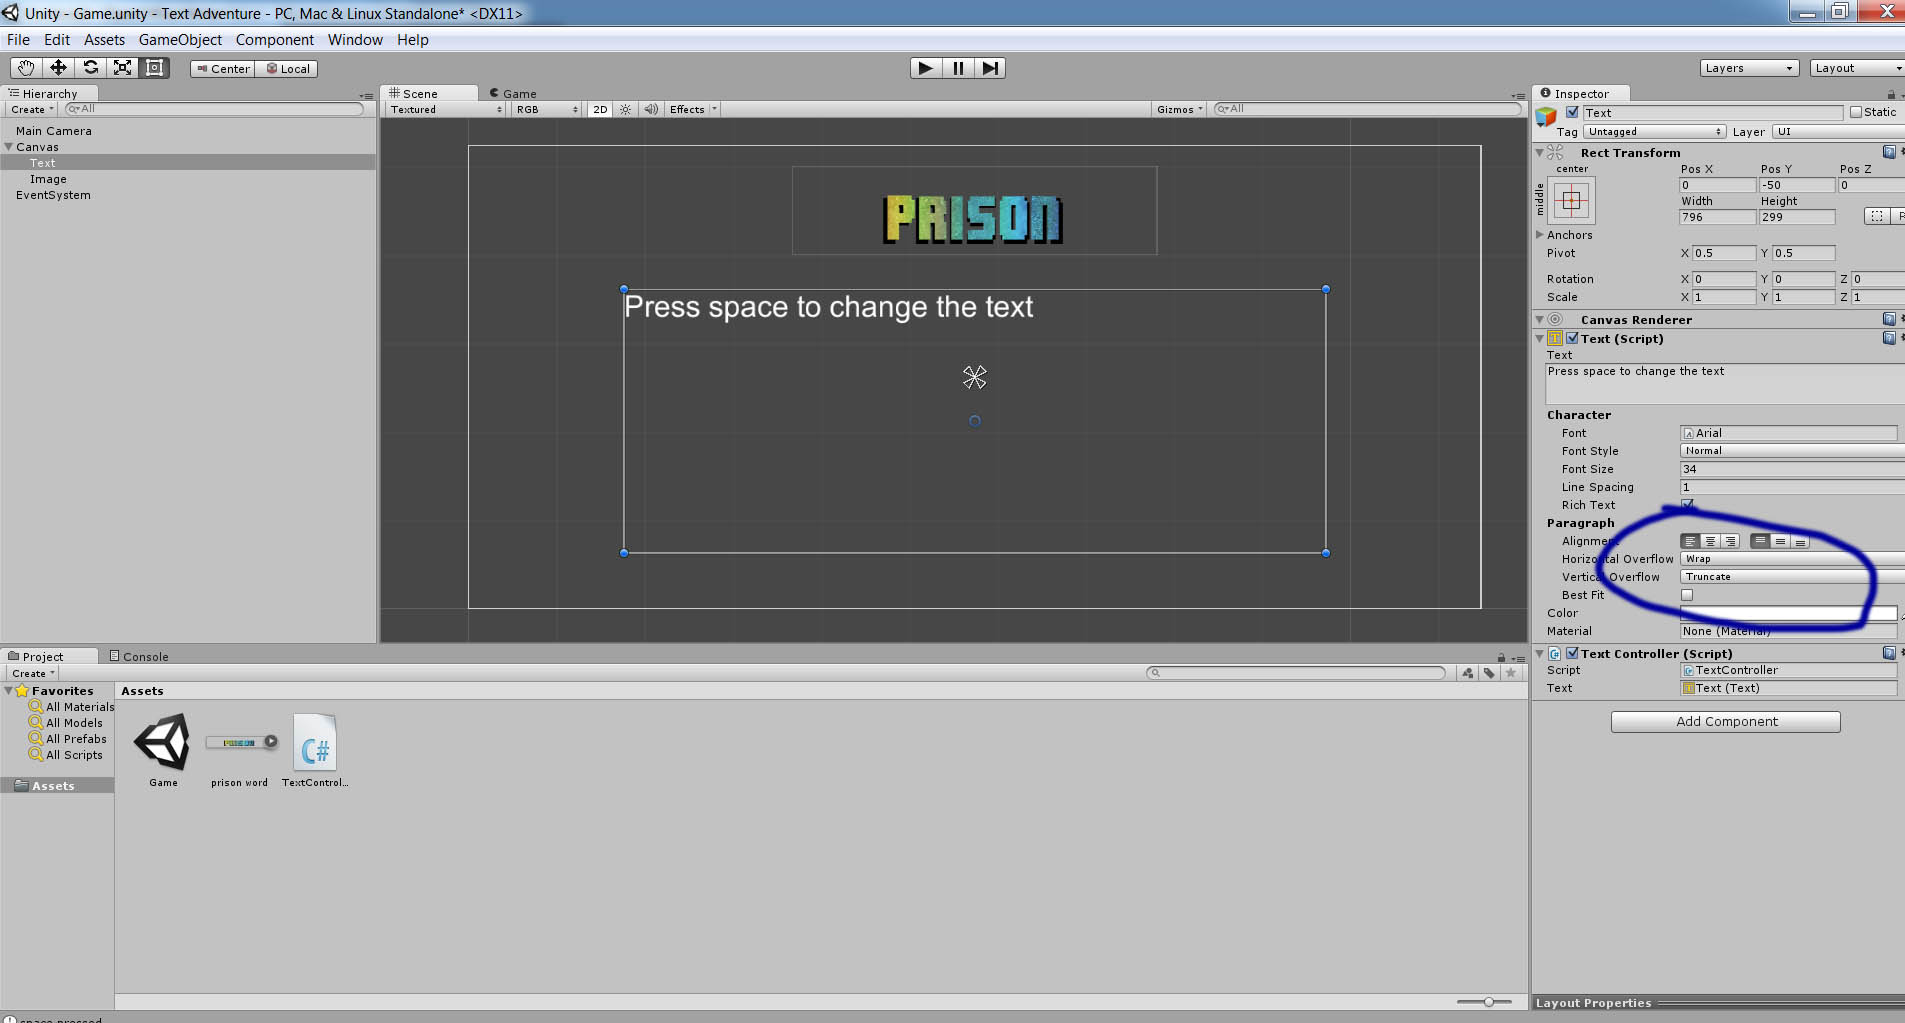 Unity - Game.unity - Text Adventure - PC, Mac & Linux Standalone* <DX11>
File Edit Assets GameObject Component Window Help
Center Local Layers Layout
Hierarchy
Create All
Main Camera
Canvas
Text
Image
EventSystem
Scene Game
Textured RGB 2D Effects Gizmos All
PRISON
Press space to change the text
Inspector
Text Static
Tag Untagged Layer UI
Rect Transform
center
middle
Pos X Pos Y Pos Z
0 -50 0
Width Height
796 299
Anchors
Pivot X 0.5 Y 0.5
Rotation X 0 Y 0 Z 0
Scale X 1 Y 1 Z 1
Canvas Renderer
Text (Script)
Text
Press space to change the text
Character
Font Arial
Font Style Normal
Font Size 34
Line Spacing 1
Rich Text
Paragraph
Alignment
Horizontal Overflow Wrap
Vertical Overflow Truncate
Best Fit
Color
Material None (Material)
Text Controller (Script)
Script TextController
Text Text (Text)
Add Component
Layout Properties
Project Console
Create
Favorites
All Materials
All Models
All Prefabs
All Scripts
Assets
Assets
Game prison word TextControl...
C#
space pressed